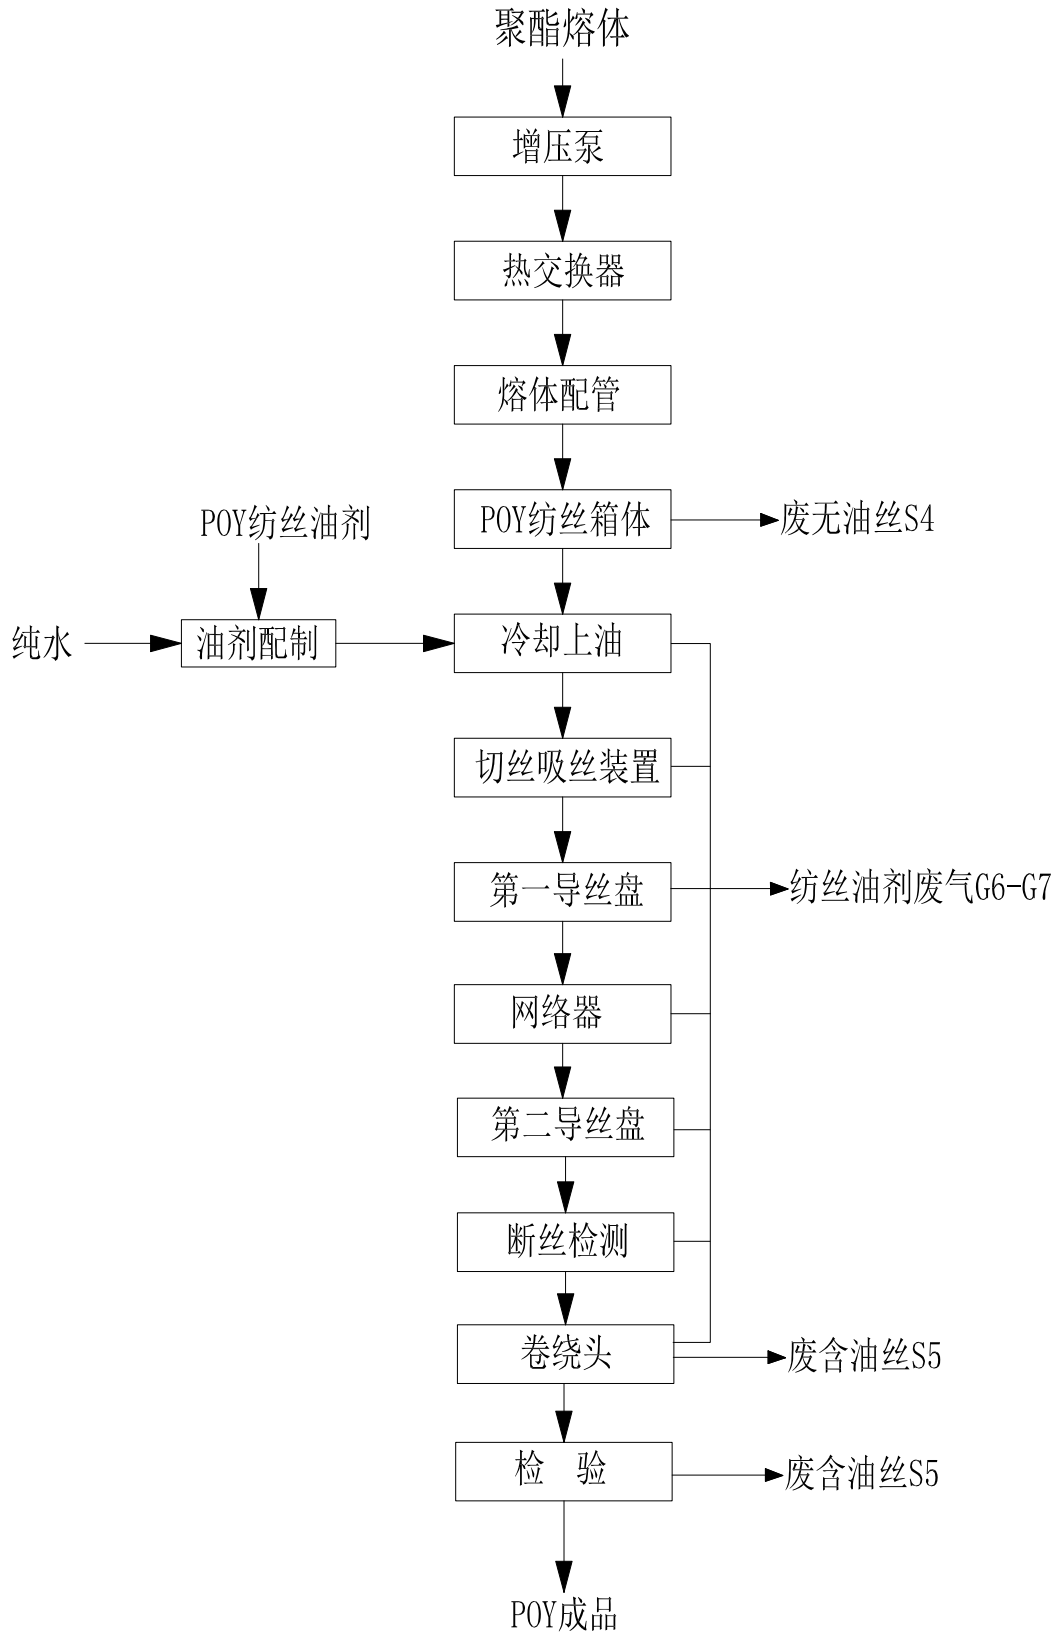 聚酯熔体
增压泵
热交换器
熔体配管
POY纺丝箱体
废无油丝S4
POY纺丝油剂
纯水
油剂配制
冷却上油
切丝吸丝装置
第一导丝盘
纺丝油剂废气G6-G7
网络器
第二导丝盘
断丝检测
卷绕头
废含油丝S5
检 验
废含油丝S5
POY成品